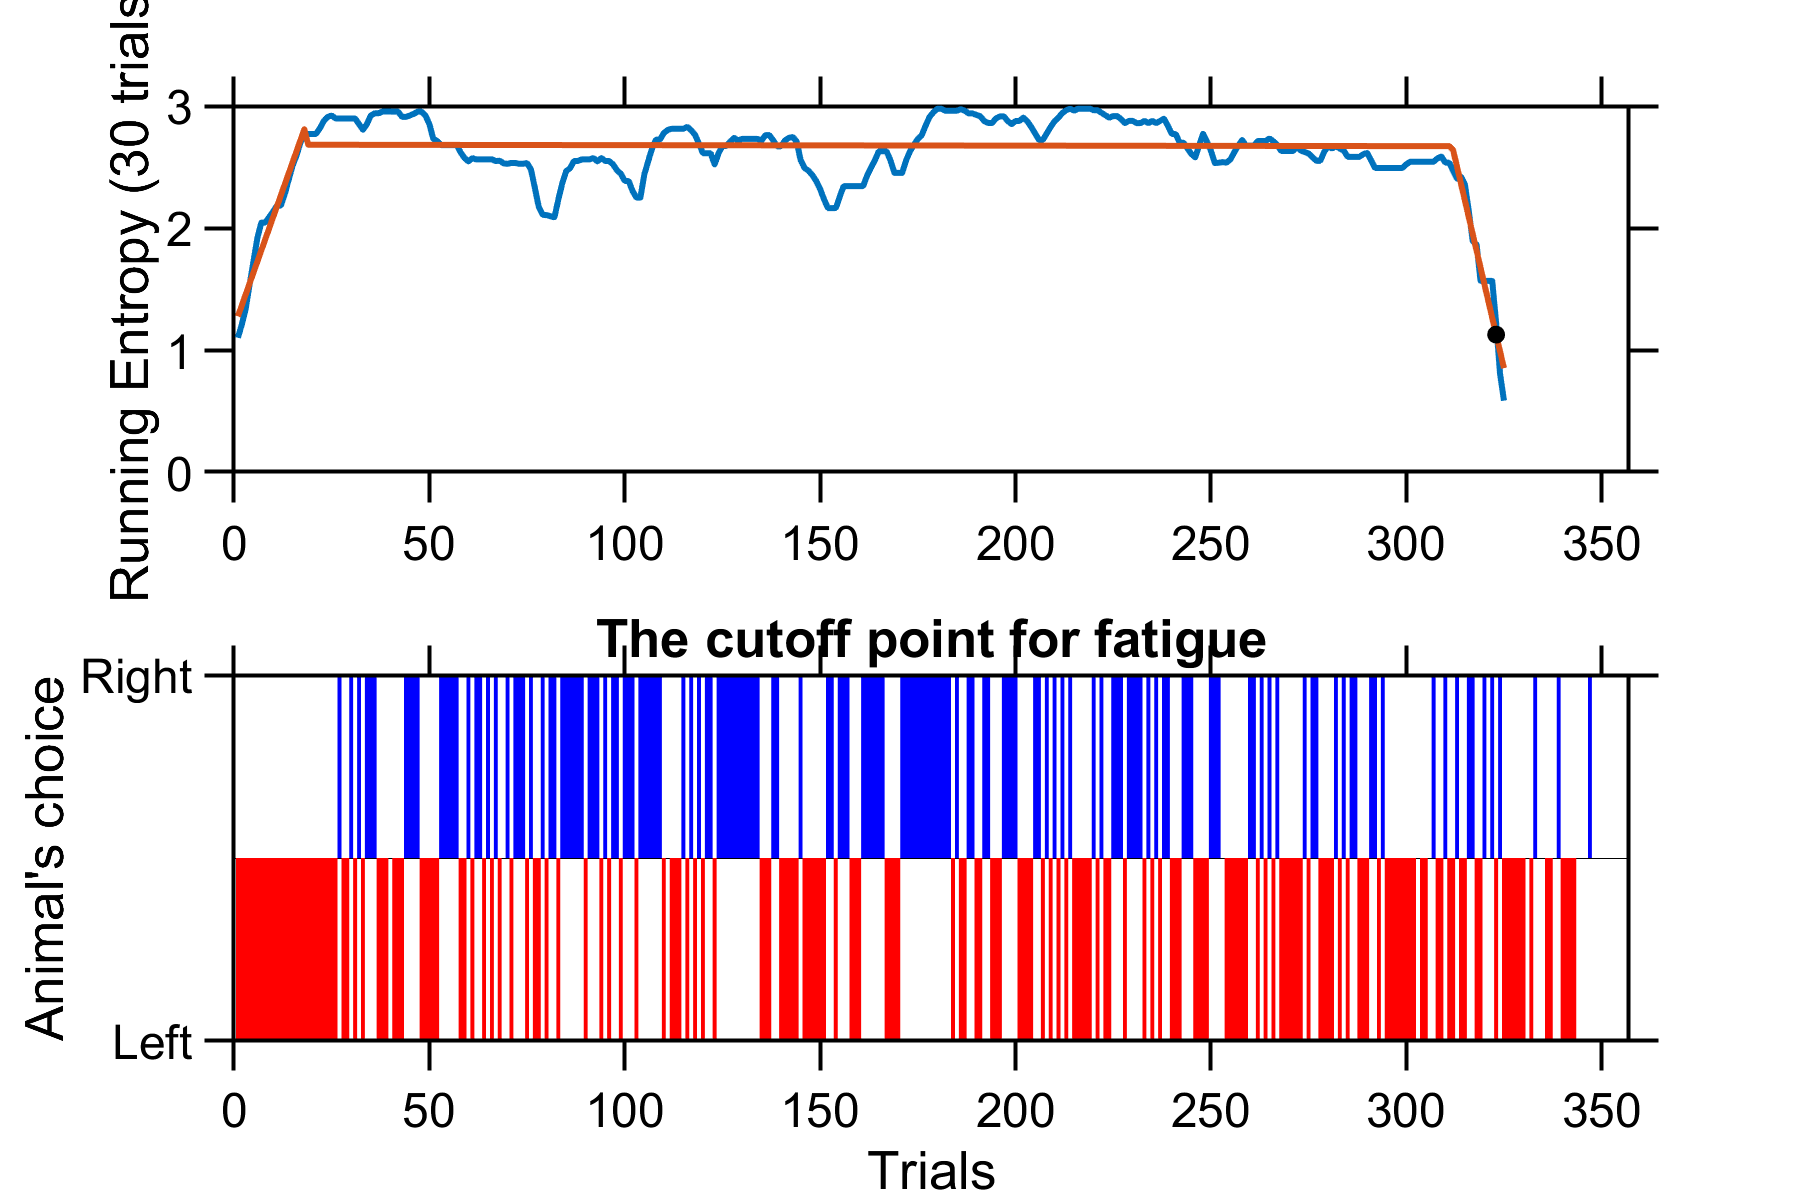 Running Entropy (30 trials
3
2
1
0
0 50 100 150 200 250 300 350
The cutoff point for fatigue
Animal's choice
Right
Left
0 50 100 150 200 250 300 350
Trials